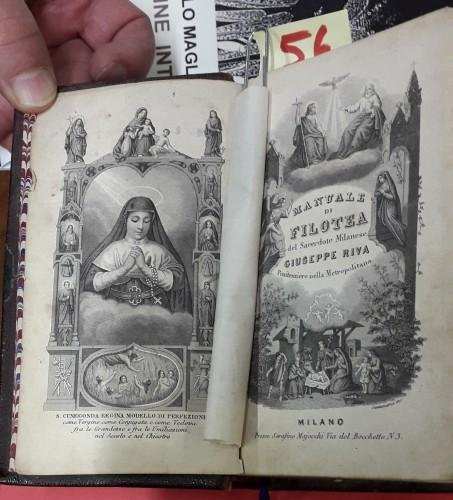 LO MAGL
INE INT
56
S. CUNEGONDA REGINA MODELLO DI PERFEZIONE
come Vergine come Conjugata e come Vedova
fra le Grandezze e fra le Umiliazioni
nel Secolo e nel Chiostro
MANUALE
DI
FILOTEA
del Sacerdote Milanese
GIUSEPPE RIVA
Penitenziere nella Metropolitana
MILANO
Presso Serafino Majocchi Via del Bocchetto N. 3.